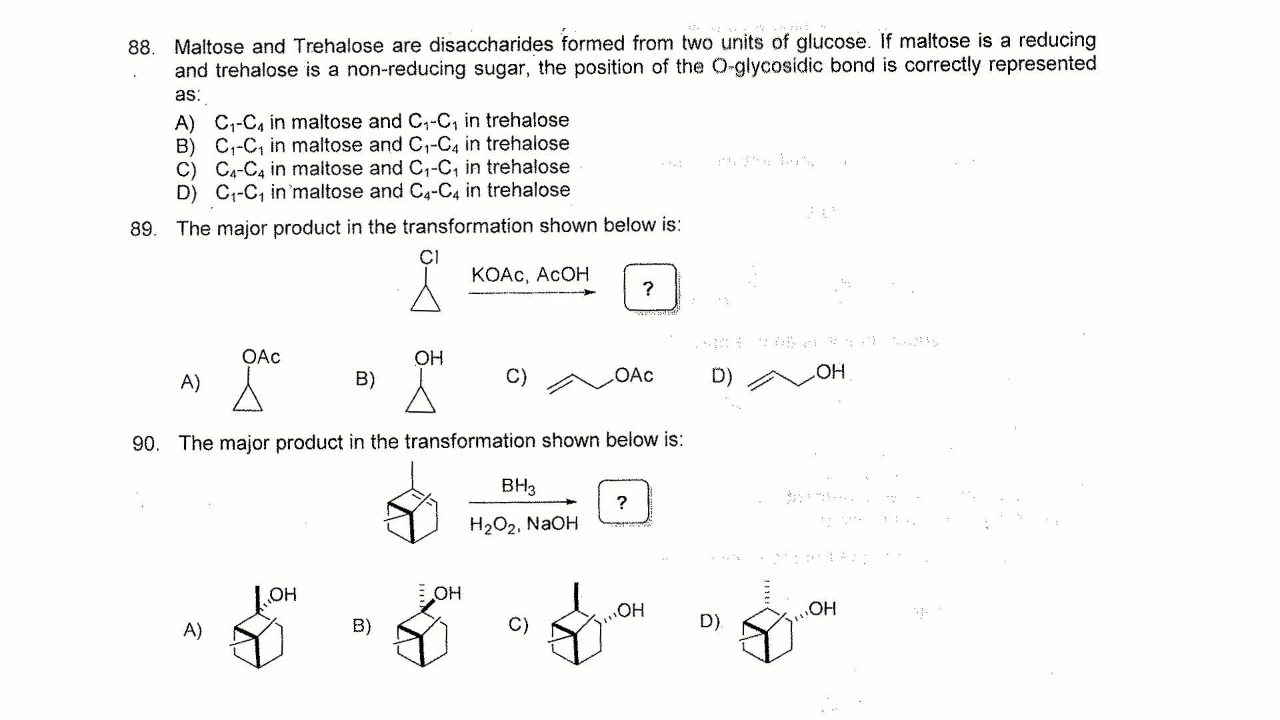 88. Maltose and Trehalose are disaccharides formed from two units of glucose. If maltose is a reducing
and trehalose is a non-reducing sugar, the position of the O-glycosidic bond is correctly represented
as:
A) C₁-C₄ in maltose and C₁-C₁ in trehalose
B) C₁-C₁ in maltose and C₁-C₄ in trehalose
C) C₄-C₄ in maltose and C₁-C₁ in trehalose
D) C₁-C₁ in maltose and C₄-C₄ in trehalose
89. The major product in the transformation shown below is:
Cl
KOAc, AcOH
?
A) OAc B) OH C) OAc D) OH
90. The major product in the transformation shown below is:
BH₃
H₂O₂, NaOH
?
A) OH B) OH C) OH D) OH